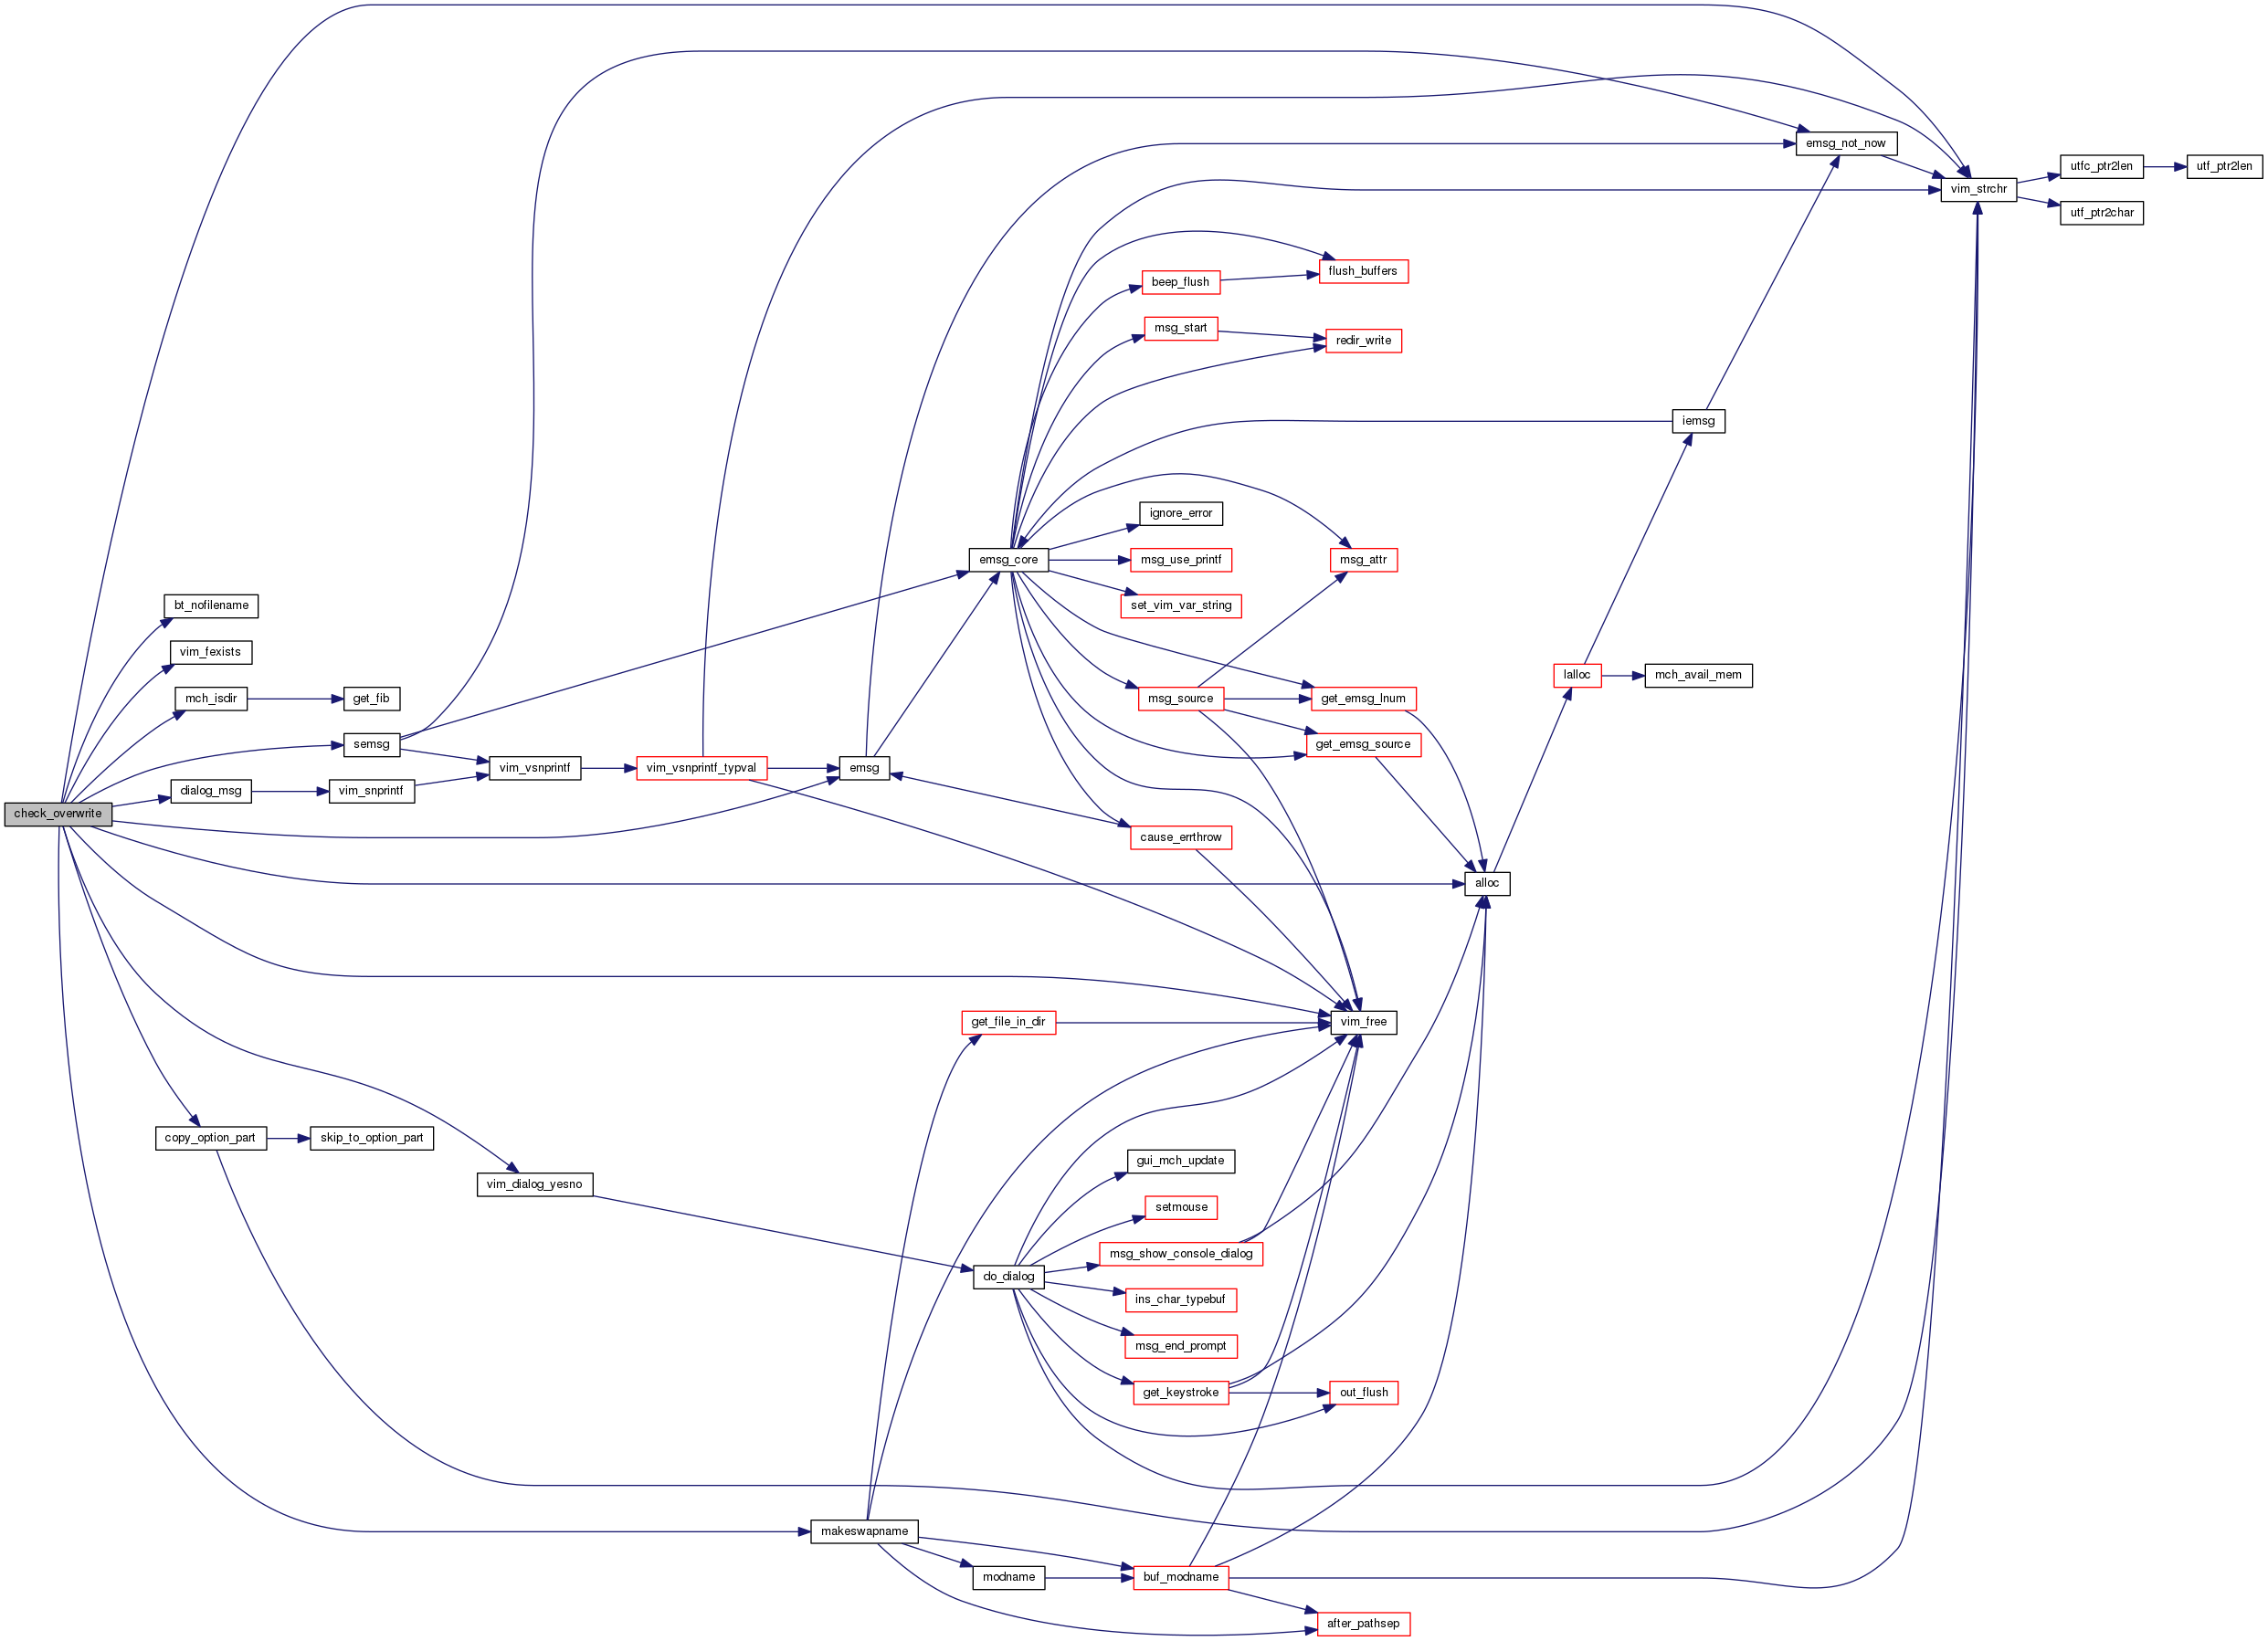 emsg_not_now
utfc_ptr2len
utf_ptr2len
vim_strchr
utf_ptr2char
flush_buffers
beep_flush
msg_start
redir_write
iemsg
ignore_error
emsg_core
msg_use_printf
msg_attr
set_vim_var_string
bt_nofilename
vim_fexists
mch_isdir
get_fib
msg_source
get_emsg_lnum
lalloc
mch_avail_mem
semsg
get_emsg_source
vim_vsnprintf
vim_vsnprintf_typval
emsg
dialog_msg
vim_snprintf
check_overwrite
cause_errthrow
alloc
get_file_in_dir
vim_free
copy_option_part
skip_to_option_part
gui_mch_update
vim_dialog_yesno
setmouse
msg_show_console_dialog
do_dialog
ins_char_typebuf
msg_end_prompt
get_keystroke
out_flush
makeswapname
modname
buf_modname
after_pathsep